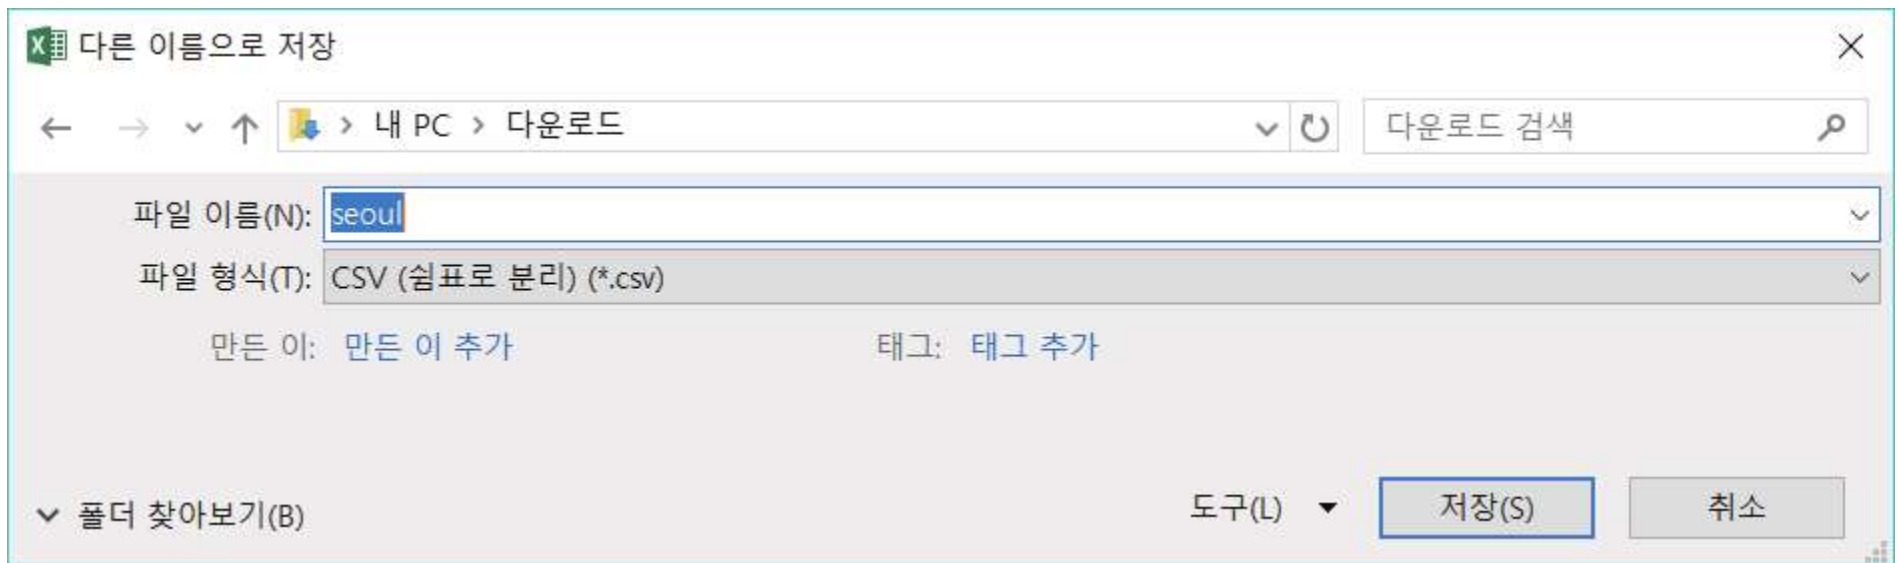 다른 이름으로 저장
내 PC > 다운로드
다운로드 검색
파일 이름(N): seoul
파일 형식(T): CSV (쉼표로 분리) (*.csv)
만든 이: 만든 이 추가 태그: 태그 추가
폴더 찾아보기(B) 도구(L) 저장(S) 취소